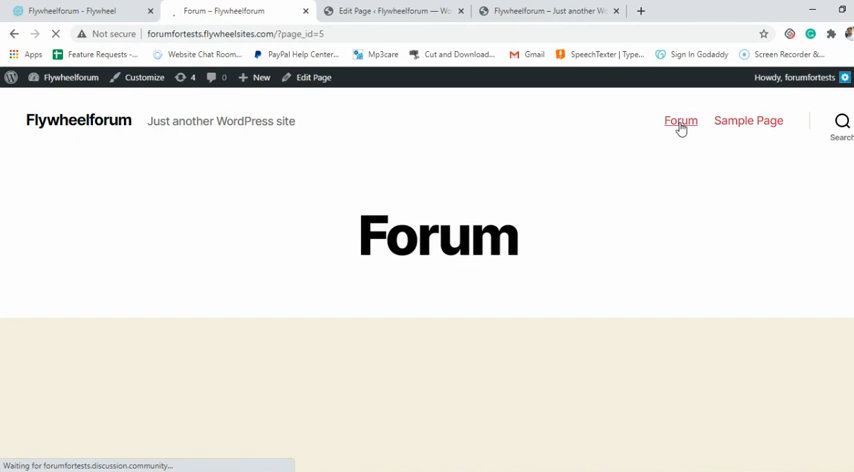 Flywheelforum - Flywheel
Forum – Flywheelforum
Edit Page ‹ Flywheelforum — Wo
Flywheelforum – Just another Wo
Not secure | forumfortests.flywheelsites.com/?page_id=5
Apps
Feature Requests -...
Website Chat Room...
PayPal Help Center...
Mp3care
Cut and Download...
Gmail
SpeechTexter | Type...
Sign In Godaddy
Screen Recorder &...
Flywheelforum
Customize
4
0
New
Edit Page
Howdy, forumfortests
Flywheelforum
Just another WordPress site
Forum
Sample Page
Search
Forum
Waiting for forumfortests.discussion.community...